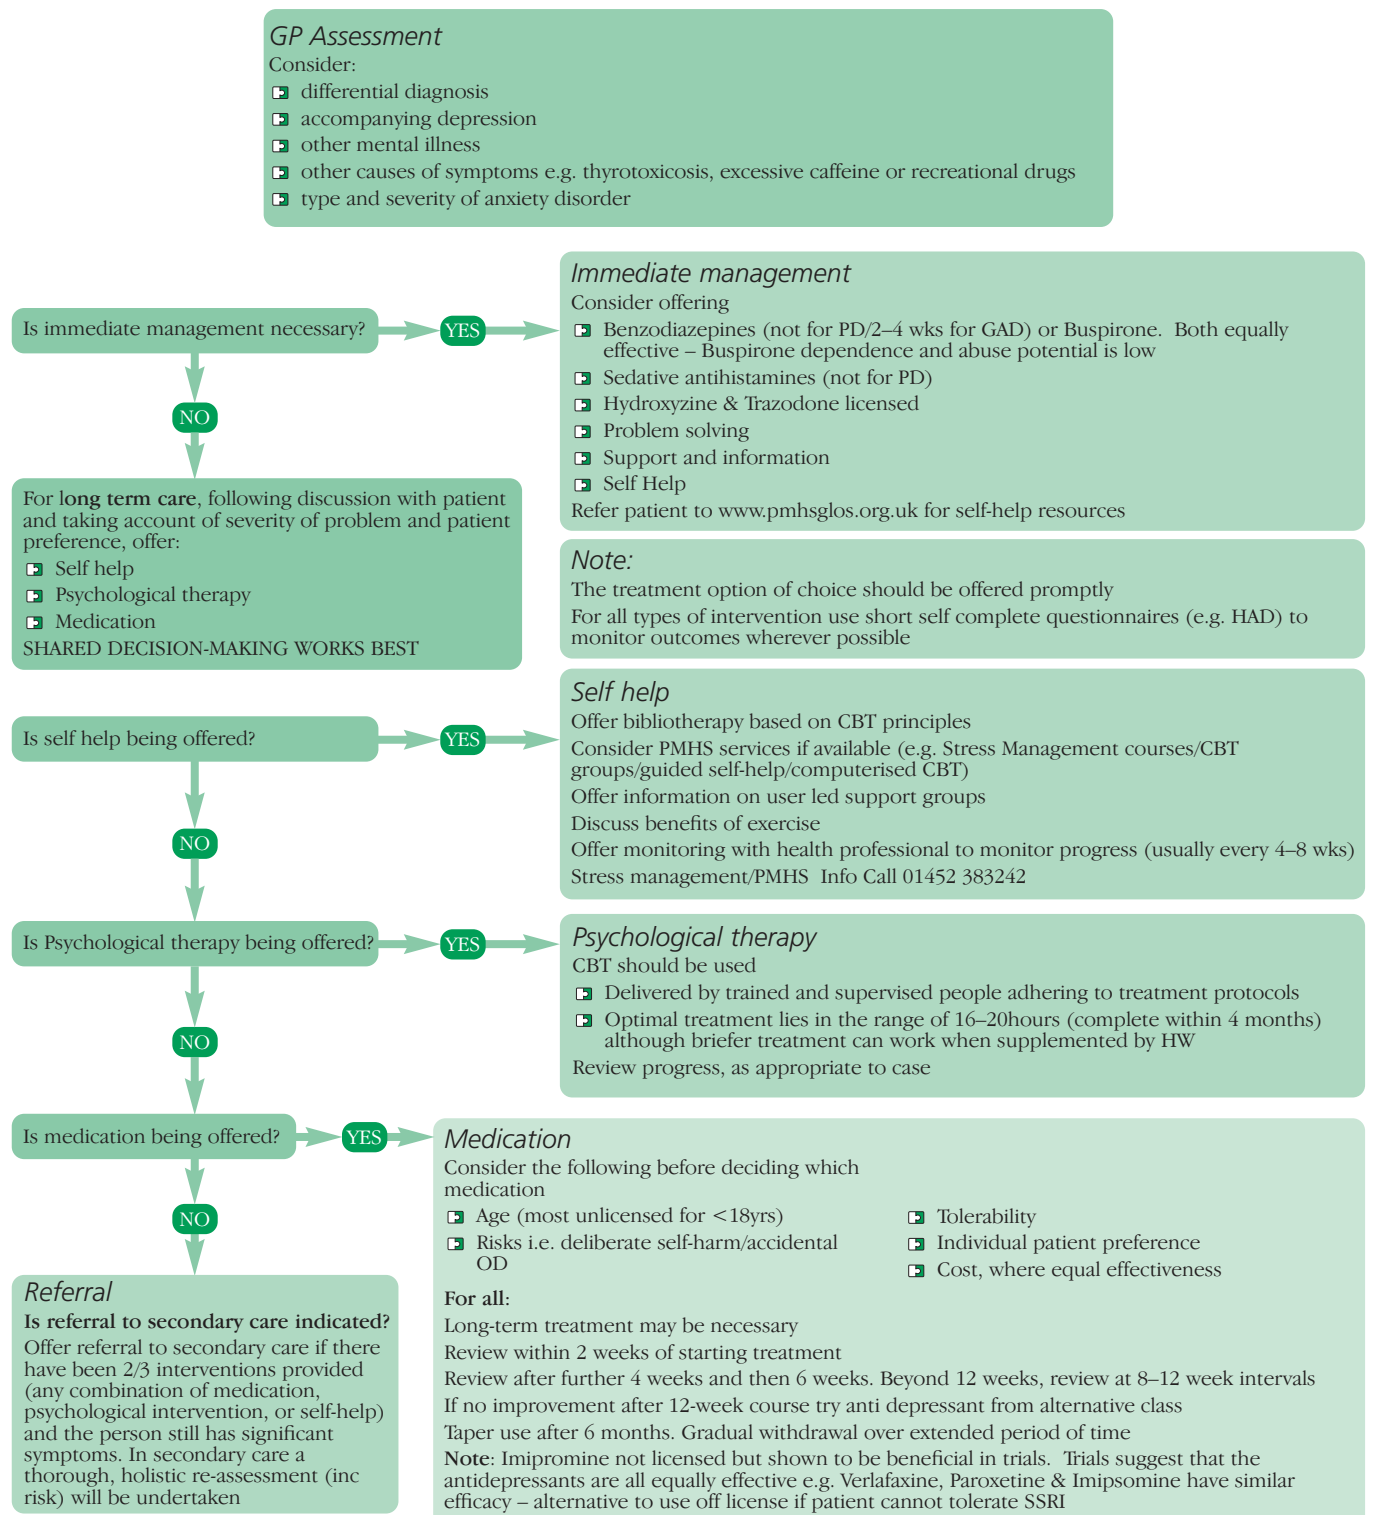 GP Assessment
Consider:
differential diagnosis
accompanying depression
other mental illness
other causes of symptoms e.g. thyrotoxicosis, excessive caffeine or recreational drugs
type and severity of anxiety disorder
Is immediate management necessary?
YES
Immediate management
Consider offering
Benzodiazepines (not for PD/2–4 wks for GAD) or Buspirone. Both equally
effective – Buspirone dependence and abuse potential is low
Sedative antihistamines (not for PD)
Hydroxyzine & Trazodone licensed
Problem solving
Support and information
Self Help
Refer patient to www.pmhsglos.org.uk for self-help resources
NO
For long term care, following discussion with patient
and taking account of severity of problem and patient
preference, offer:
Self help
Psychological therapy
Medication
SHARED DECISION-MAKING WORKS BEST
Note:
The treatment option of choice should be offered promptly
For all types of intervention use short self complete questionnaires (e.g. HAD) to
monitor outcomes wherever possible
Is self help being offered?
YES
Self help
Offer bibliotherapy based on CBT principles
Consider PMHS services if available (e.g. Stress Management courses/CBT
groups/guided self-help/computerised CBT)
Offer information on user led support groups
Discuss benefits of exercise
Offer monitoring with health professional to monitor progress (usually every 4–8 wks)
Stress management/PMHS Info Call 01452 383242
NO
Is Psychological therapy being offered?
YES
Psychological therapy
CBT should be used
Delivered by trained and supervised people adhering to treatment protocols
Optimal treatment lies in the range of 16–20hours (complete within 4 months)
although briefer treatment can work when supplemented by HW
Review progress, as appropriate to case
NO
Is medication being offered?
YES
Medication
Consider the following before deciding which
medication
Age (most unlicensed for <18yrs)
Risks i.e. deliberate self-harm/accidental
OD
Tolerability
Individual patient preference
Cost, where equal effectiveness
For all:
Long-term treatment may be necessary
Review within 2 weeks of starting treatment
Review after further 4 weeks and then 6 weeks. Beyond 12 weeks, review at 8–12 week intervals
If no improvement after 12-week course try anti depressant from alternative class
Taper use after 6 months. Gradual withdrawal over extended period of time
Note: Imipromine not licensed but shown to be beneficial in trials. Trials suggest that the
antidepressants are all equally effective e.g. Verlafaxine, Paroxetine & Imipsomine have similar
efficacy – alternative to use off license if patient cannot tolerate SSRI
NO
Referral
Is referral to secondary care indicated?
Offer referral to secondary care if there
have been 2/3 interventions provided
(any combination of medication,
psychological intervention, or self-help)
and the person still has significant
symptoms. In secondary care a
thorough, holistic re-assessment (inc
risk) will be undertaken